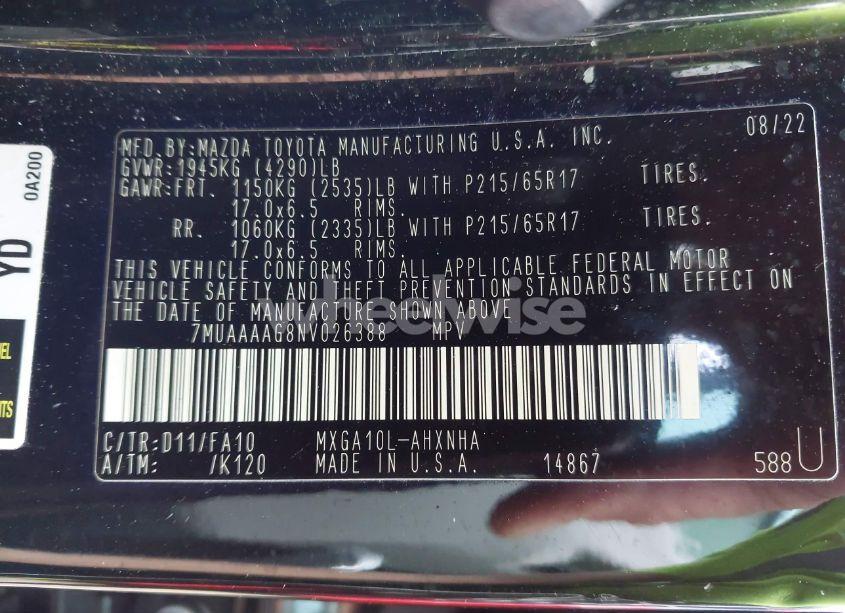 MFD.BY:MAZDA TOYOTA MANUFACTURING U.S.A. INC. 08/22
GVWR:1945KG (4290)LB
GAWR:FRT. 1150KG (2535)LB WITH P215/65R17 TIRES.
17.0x6.5 RIMS.
RR. 1060KG (2335)LB WITH P215/65R17 TIRES.
17.0x6.5 RIMS.
THIS VEHICLE CONFORMS TO ALL APPLICABLE FEDERAL MOTOR
VEHICLE SAFETY AND THEFT PREVENTION STANDARDS IN EFFECT ON
THE DATE OF MANUFACTURE SHOWN ABOVE
wheelwise
7MUAAAAG8NV026388 MPV
C/TR:D11/FA10 MXGA10L-AHXNHA
A/TM: /K120 MADE IN U.S.A. 14867 588U
0A200
YD